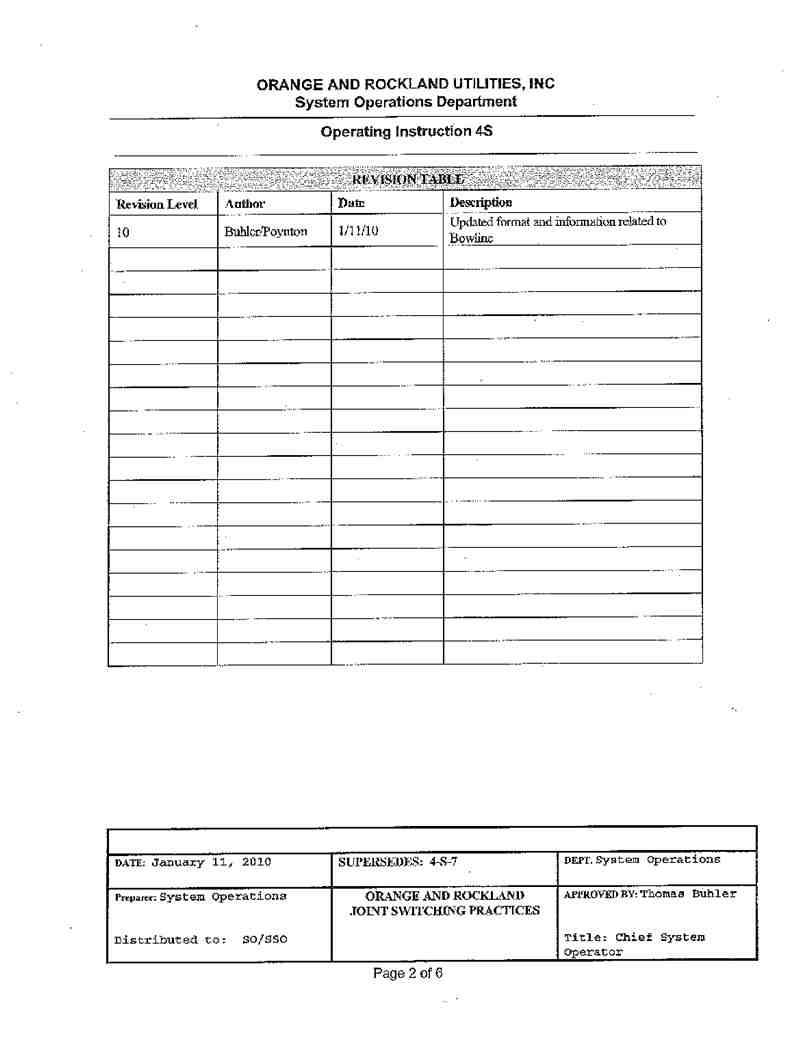 ORANGE AND ROCKLAND UTILITIES, INC
System Operations Department
Operating Instruction 4S
REVISION TABLE
Revision Level Author Date Description
10 Buhler/Poynton 1/11/10 Updated format and information related to
Bowline
DATE: January 11, 2010 SUPERSEDES: 4-S-7 DEPT. System Operations
Preparer: System Operations ORANGE AND ROCKLAND APPROVED BY: Thomas Buhler
JOINT SWITCHING PRACTICES
Distributed to: SO/SSO Title: Chief System
Operator
Page 2 of 6